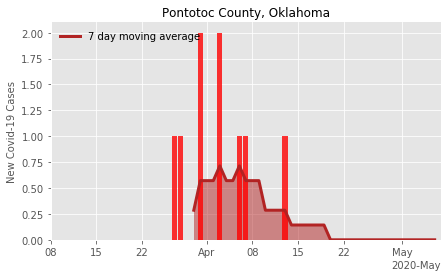 Pontotoc County, Oklahoma
7 day moving average
New Covid-19 Cases
2.00
1.75
1.50
1.25
1.00
0.75
0.50
0.25
0.00
08 15 22 Apr 08 15 22 May
2020-May